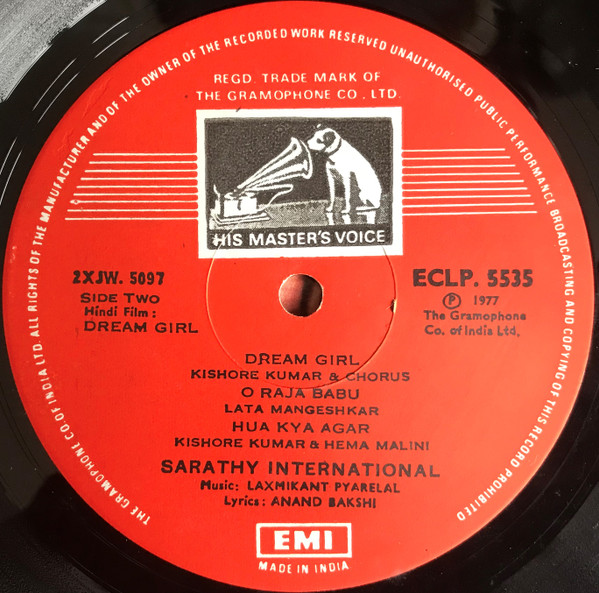 THE GRAMOPHONE CO. OF INDIA LTD. ALL RIGHTS OF THE MANUFACTURER AND OF THE OWNER OF THE RECORDED WORK RESERVED UNAUTHORISED PUBLIC PERFORMANCE BROADCASTING AND COPYING OF THIS RECORD PROHIBITED
REGD. TRADE MARK OF
THE GRAMOPHONE CO. LTD.
HIS MASTER'S VOICE
2XJW. 5097
SIDE TWO
Hindi Film :
DREAM GIRL
ECLP. 5535
℗ 1977
The Gramophone
Co. of India Ltd.
DREAM GIRL
KISHORE KUMAR & CHORUS
O RAJA BABU
LATA MANGESHKAR
HUA KYA AGAR
KISHORE KUMAR & HEMA MALINI
SARATHY INTERNATIONAL
Music: LAXMIKANT PYARELAL
Lyrics: ANAND BAKSHI
EMI
MADE IN INDIA